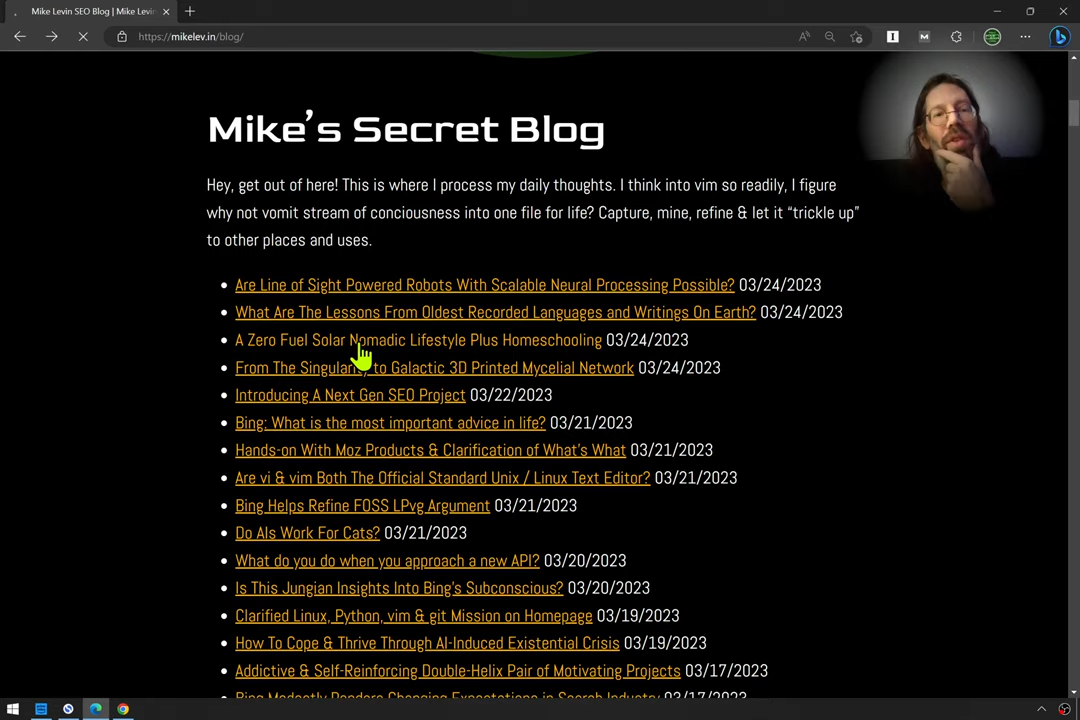 Mike Levin SEO Blog | Mike Levin
https://mikelev.in/blog/
Mike's Secret Blog
Hey, get out of here! This is where I process my daily thoughts. I think into vim so readily, I figure
why not vomit stream of conciousness into one file for life? Capture, mine, refine & let it “trickle up”
to other places and uses.
Are Line of Sight Powered Robots With Scalable Neural Processing Possible? 03/24/2023
What Are The Lessons From Oldest Recorded Languages and Writings On Earth? 03/24/2023
A Zero Fuel Solar Nomadic Lifestyle Plus Homeschooling 03/24/2023
From The Singularity to Galactic 3D Printed Mycelial Network 03/24/2023
Introducing A Next Gen SEO Project 03/22/2023
Bing: What is the most important advice in life? 03/21/2023
Hands-on With Moz Products & Clarification of What's What 03/21/2023
Are vi & vim Both The Official Standard Unix / Linux Text Editor? 03/21/2023
Bing Helps Refine FOSS LPvg Argument 03/21/2023
Do AIs Work For Cats? 03/21/2023
What do you do when you approach a new API? 03/20/2023
Is This Jungian Insights Into Bing's Subconscious? 03/20/2023
Clarified Linux, Python, vim & git Mission on Homepage 03/19/2023
How To Cope & Thrive Through AI-Induced Existential Crisis 03/19/2023
Addictive & Self-Reinforcing Double-Helix Pair of Motivating Projects 03/17/2023
Bing Modestly Ponders Changing Expectations in Search Industry 03/17/2023